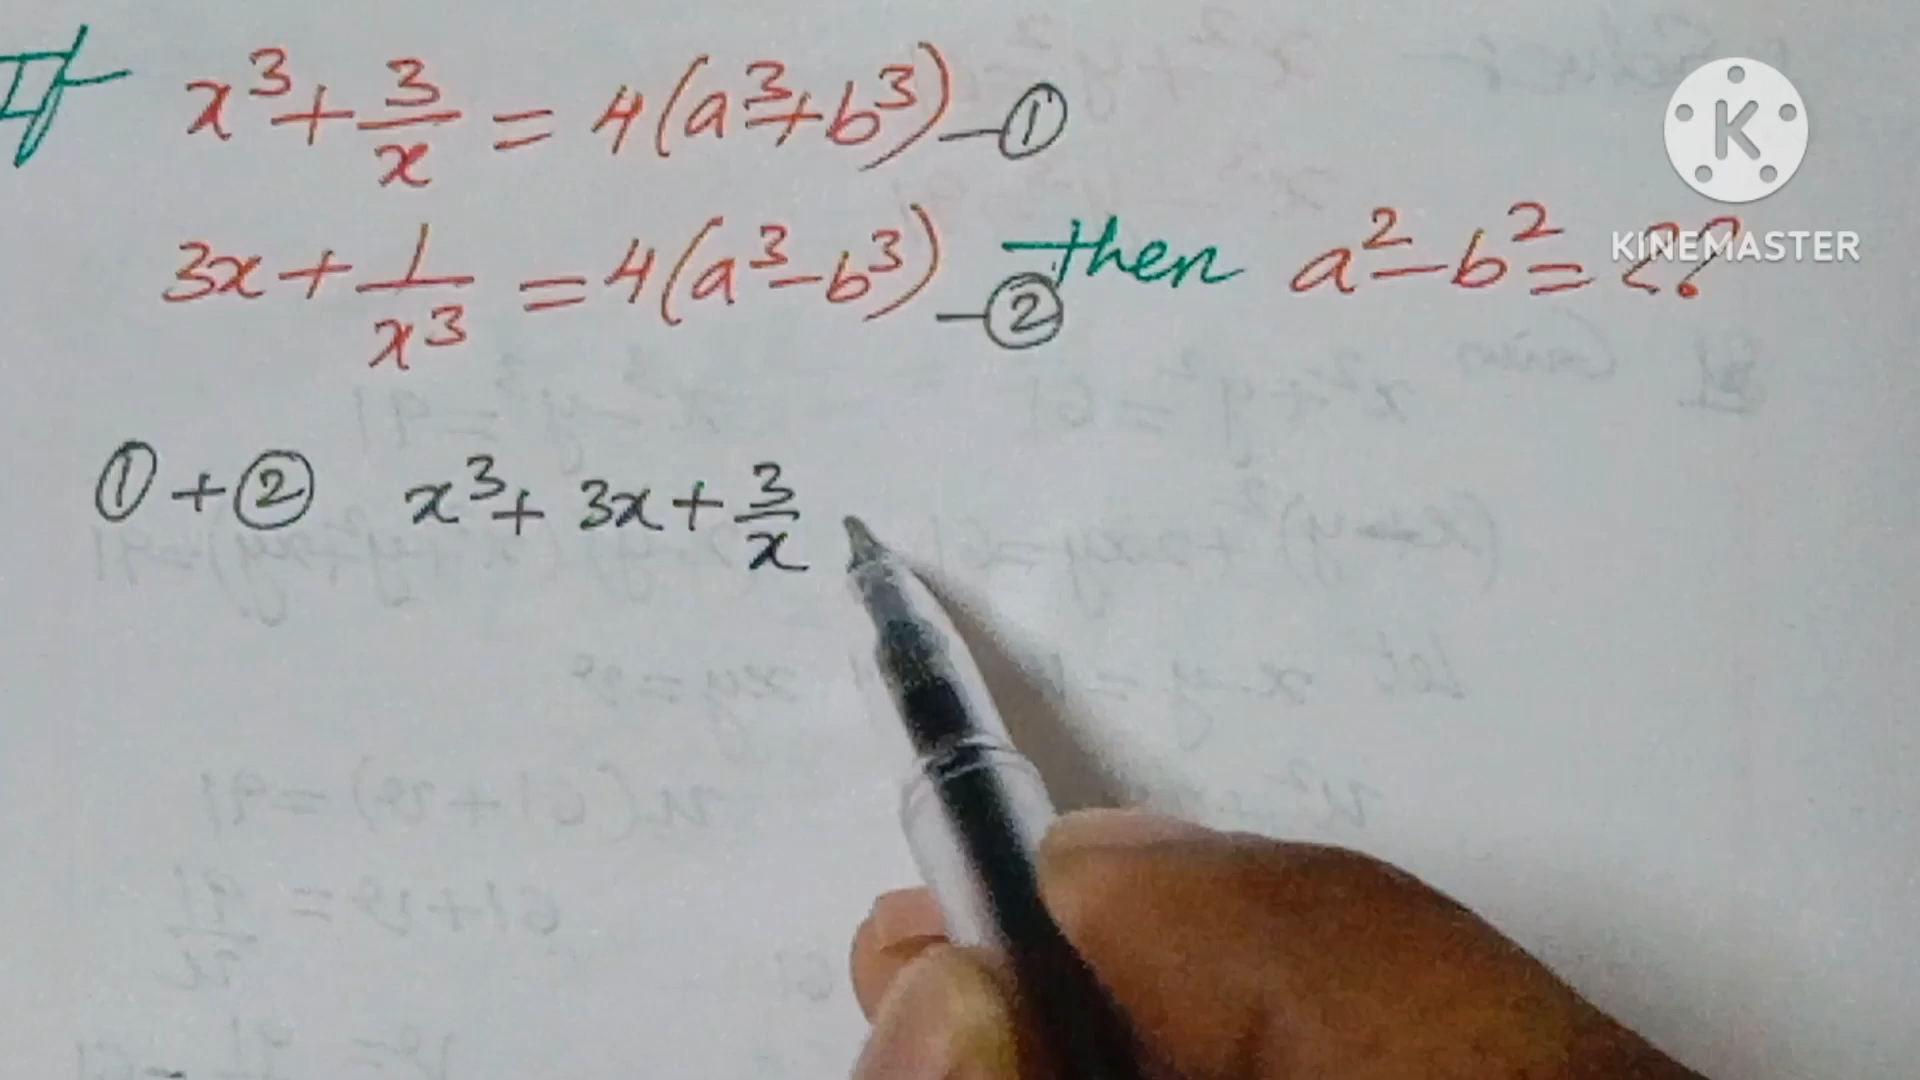 If x³ + 3/x = 4(a³+b³) —①
3x + 1/x³ = 4(a³-b³) —② then a²-b² = ??
K
KINEMASTER
① + ② x³ + 3x + 3/x